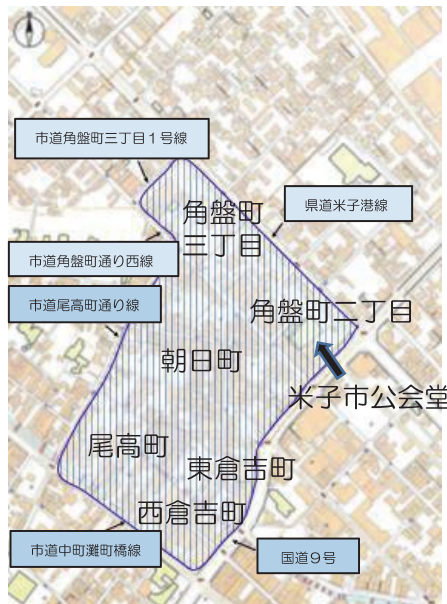 市道角盤町三丁目1号線
角盤町
三丁目
県道米子港線
市道角盤町通り西線
市道尾高町通り線
角盤町二丁目
朝日町
米子市公会堂
尾高町
東倉吉町
西倉吉町
市道中町灘町橋線
国道9号